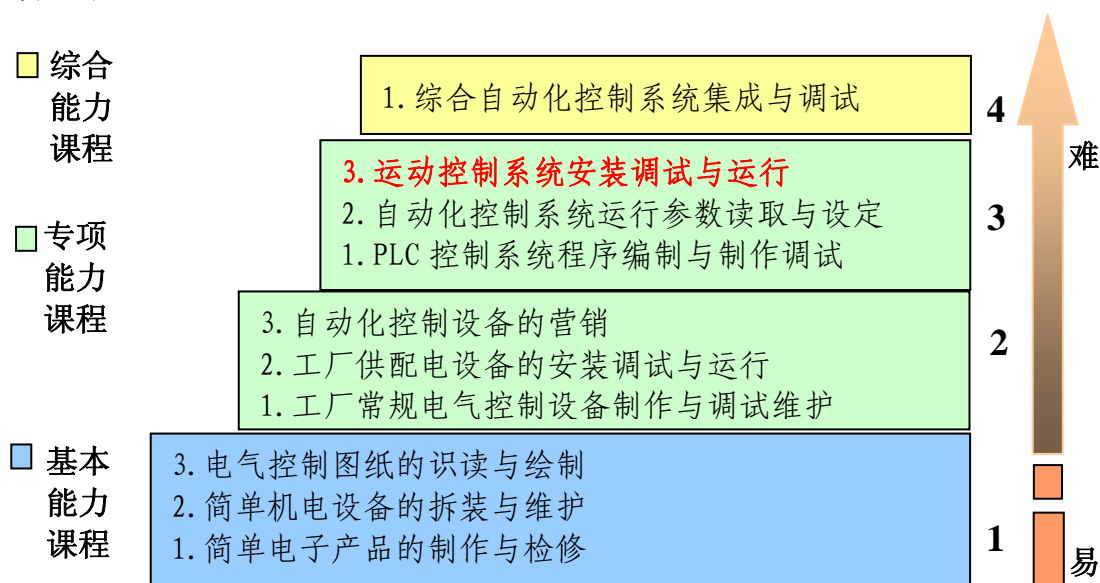 综合
能力
课程
1.综合自动化控制系统集成与调试
4
难
3.运动控制系统安装调试与运行
2.自动化控制系统运行参数读取与设定
1.PLC 控制系统程序编制与制作调试
3
专项
能力
课程
3.自动化控制设备的营销
2.工厂供配电设备的安装调试与运行
1.工厂常规电气控制设备制作与调试维护
2
基本
能力
课程
3.电气控制图纸的识读与绘制
2.简单机电设备的拆装与维护
1.简单电子产品的制作与检修
1
易